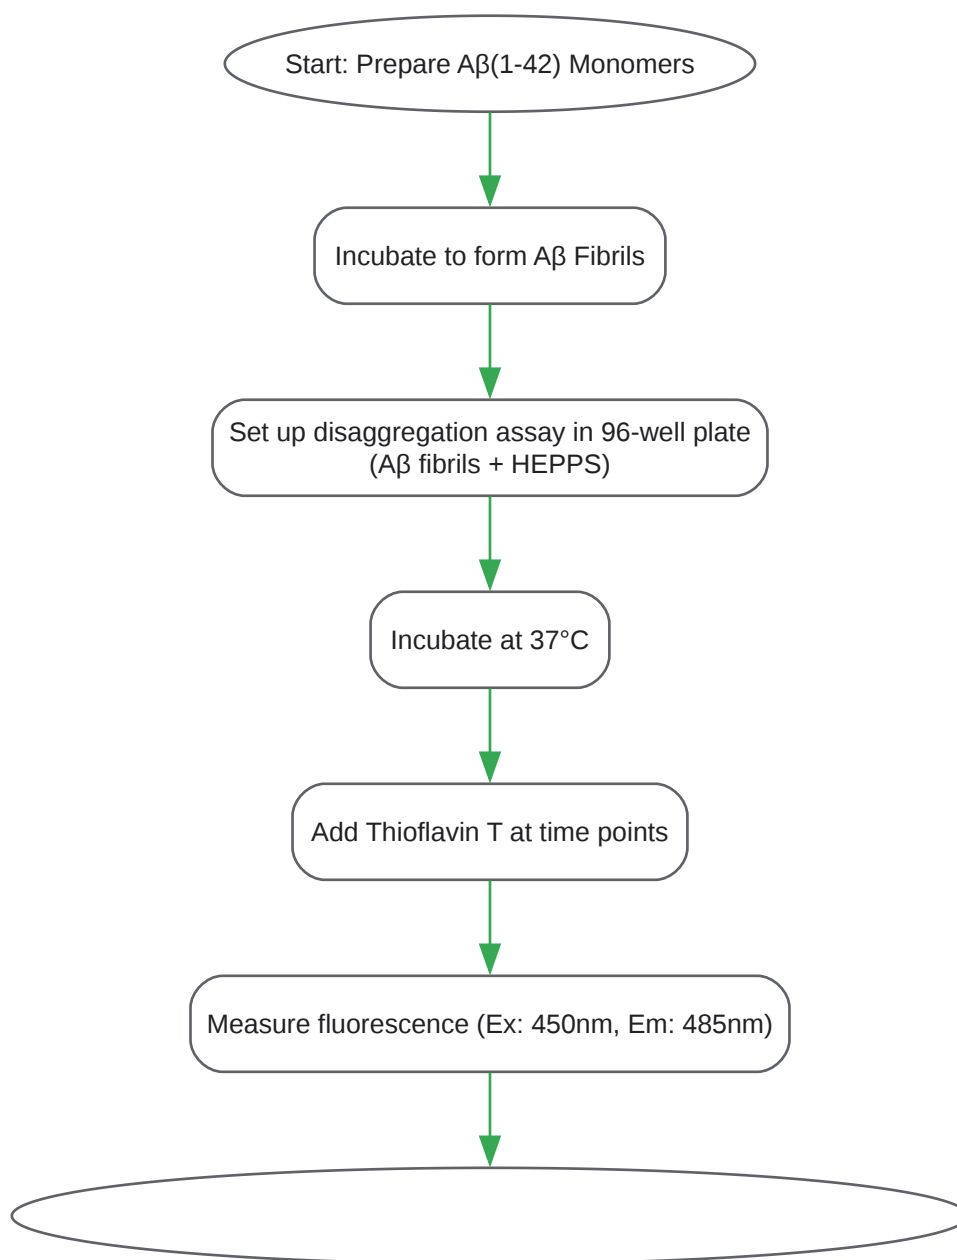 Start: Prepare Aβ(1-42) Monomers
Incubate to form Aβ Fibrils
Set up disaggregation assay in 96-well plate
(Aβ fibrils + HEPPS)
Incubate at 37°C
Add Thioflavin T at time points
Measure fluorescence (Ex: 450nm, Em: 485nm)